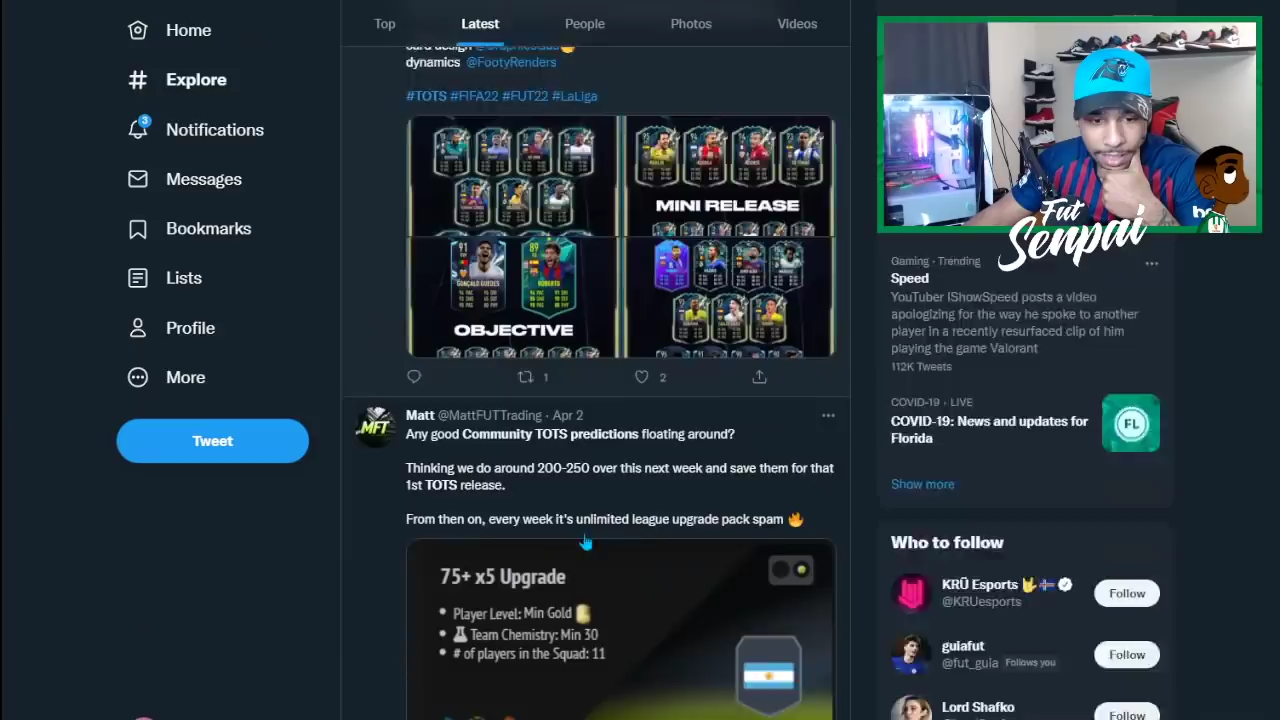 Home
Explore
3
Notifications
Messages
Bookmarks
Lists
Profile
More
Tweet
Top Latest People Photos Videos
dynamics @FootyRenders
#TOTS #FIFA22 #FUT22 #LaLiga
MINI RELEASE
91
GONÇALO GUEDES
89
ROBERTO
OBJECTIVE
1
2
Matt @MattFUTTrading · Apr 2
Any good Community TOTS predictions floating around?
Thinking we do around 200-250 over this next week and save them for that
1st TOTS release.
From then on, every week it's unlimited league upgrade pack spam
MFT
75+ x5 Upgrade
Player Level: Min Gold
Team Chemistry: Min 30
# of players in the Squad: 11
Fut
Senpai
Gaming · Trending
Speed
YouTuber IShowSpeed posts a video
apologizing for the way he spoke to another
player in a recently resurfaced clip of him
playing the game Valorant
112K Tweets
COVID-19 · LIVE
COVID-19: News and updates for
Florida
FL
Show more
Who to follow
KRÜ Esports
@KRUesports
Follow
guiafut
@fut_guia Follows you
Follow
Lord Shafko
Follow